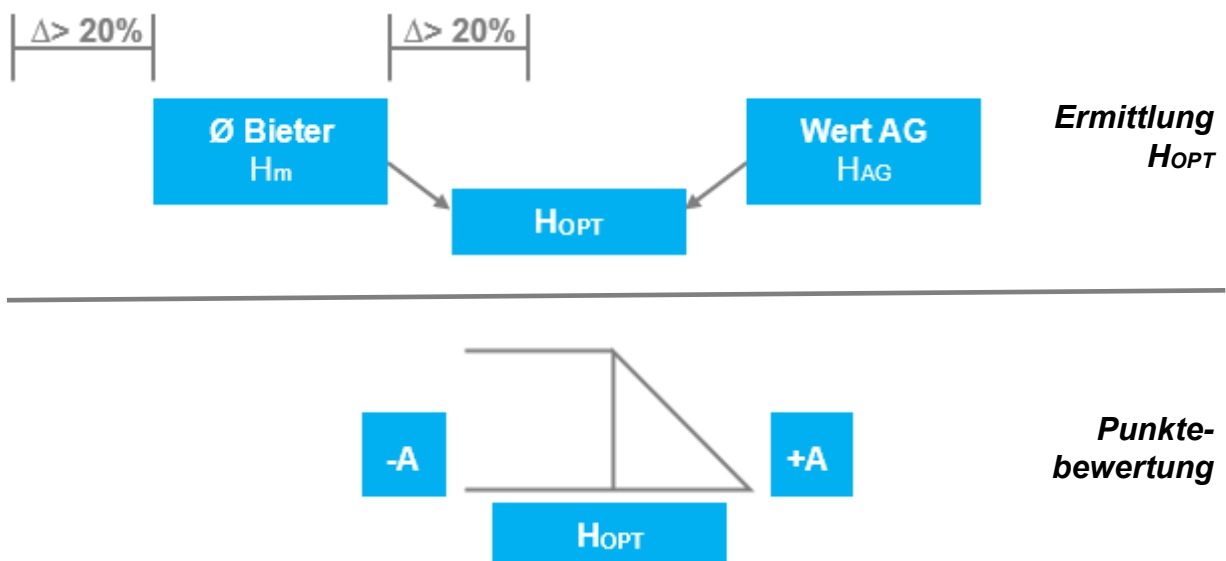 Δ> 20%
Δ> 20%
Ø Bieter
Hm
Wert AG
HAG
HOPT
Ermittlung
HOPT
-A
+A
HOPT
Punkte-
bewertung